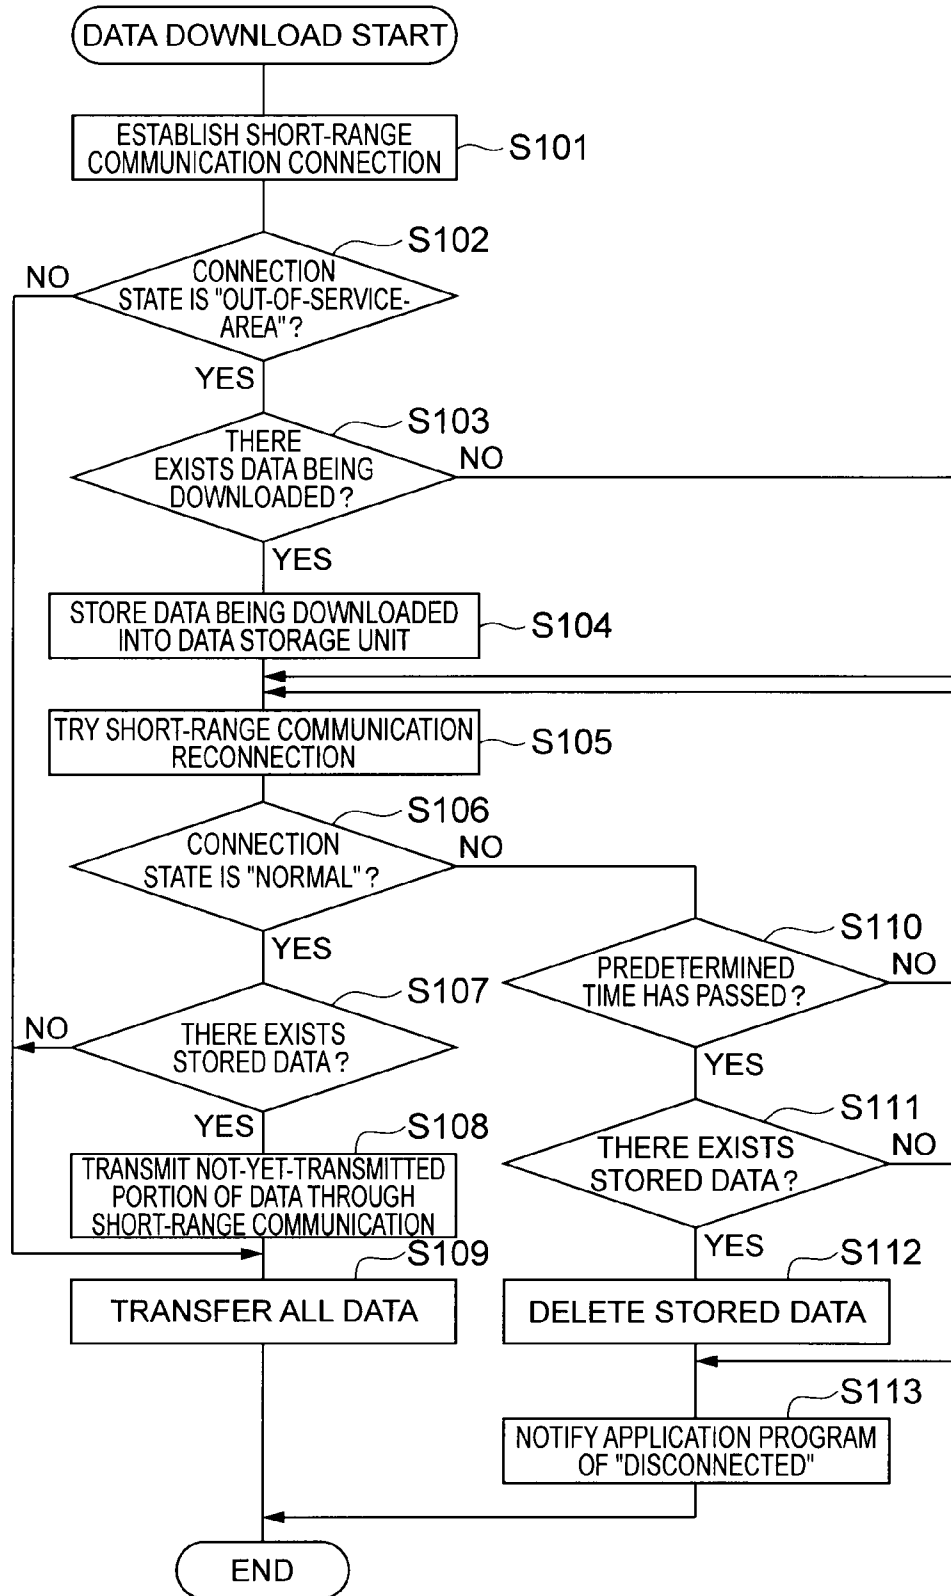 DATA DOWNLOAD START
ESTABLISH SHORT-RANGE
COMMUNICATION CONNECTION
S101
S102
NO
CONNECTION
STATE IS "OUT-OF-SERVICE-
AREA"?
YES
S103
THERE
EXISTS DATA BEING
DOWNLOADED?
NO
YES
STORE DATA BEING DOWNLOADED
INTO DATA STORAGE UNIT
S104
TRY SHORT-RANGE COMMUNICATION
RECONNECTION
S105
S106
CONNECTION
STATE IS "NORMAL"?
NO
YES
S110
PREDETERMINED
TIME HAS PASSED?
NO
YES
S107
NO
THERE EXISTS
STORED DATA?
YES
S111
THERE EXISTS
STORED DATA?
NO
YES
S108
TRANSMIT NOT-YET-TRANSMITTED
PORTION OF DATA THROUGH
SHORT-RANGE COMMUNICATION
S109
TRANSFER ALL DATA
S112
DELETE STORED DATA
S113
NOTIFY APPLICATION PROGRAM
OF "DISCONNECTED"
END